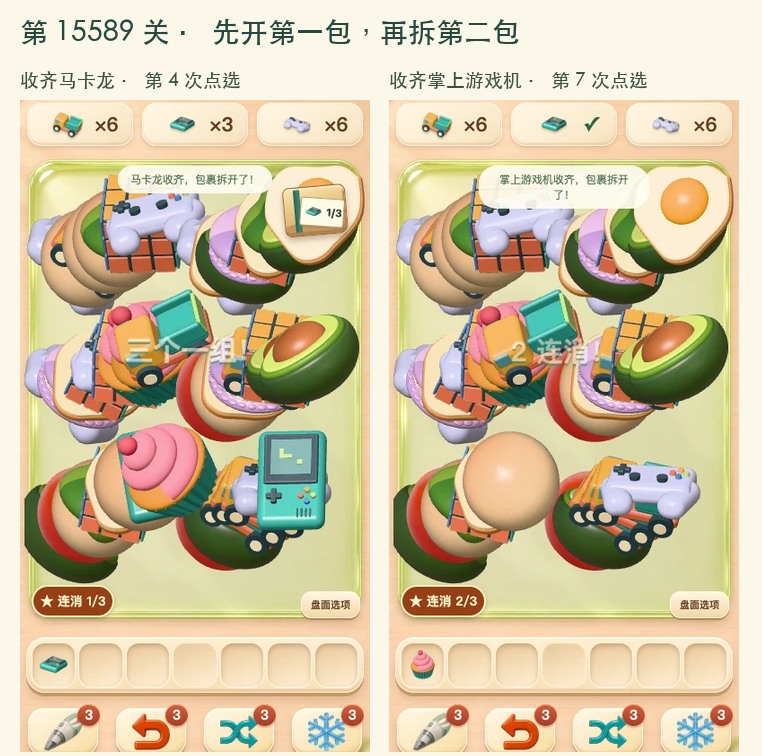 第 15589 关 · 先开第一包，再拆第二包
收齐马卡龙 · 第 4 次点选
收齐掌上游戏机 · 第 7 次点选
×6
×3
×6
×6
✓
×6
马卡龙收齐，包裹拆开了！
1/3
掌上游戏机收齐，包裹拆开
了！
三个一组！
2 连消！
★ 连消 1/3
盘面选项
★ 连消 2/3
盘面选项
3
3
3
3
3
3
3
3